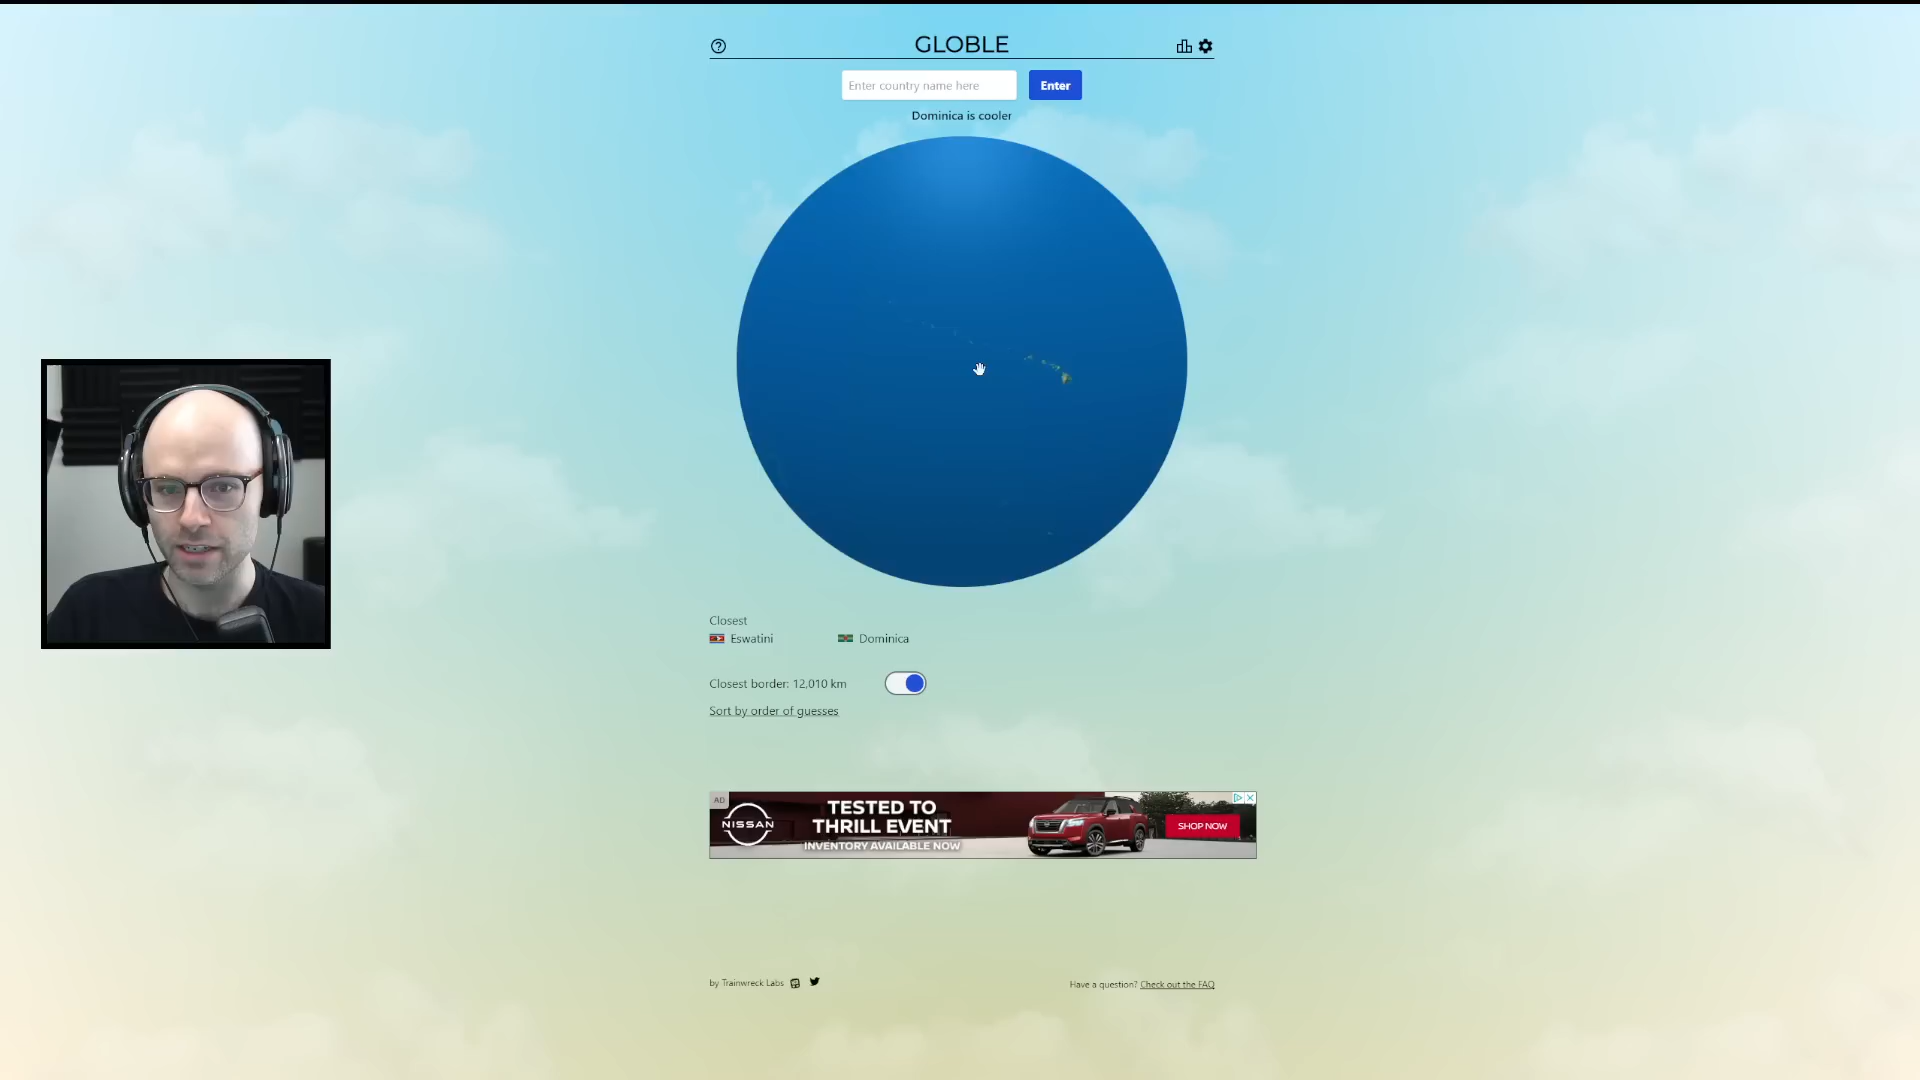 GLOBLE
Enter country name here
Enter
Dominica is cooler
Closest
Eswatini
Dominica
Closest border: 12,010 km
Sort by order of guesses
AD
NISSAN
TESTED TO
THRILL EVENT
INVENTORY AVAILABLE NOW
SHOP NOW
by Trainwreck Labs
Have a question? Check out the FAQ